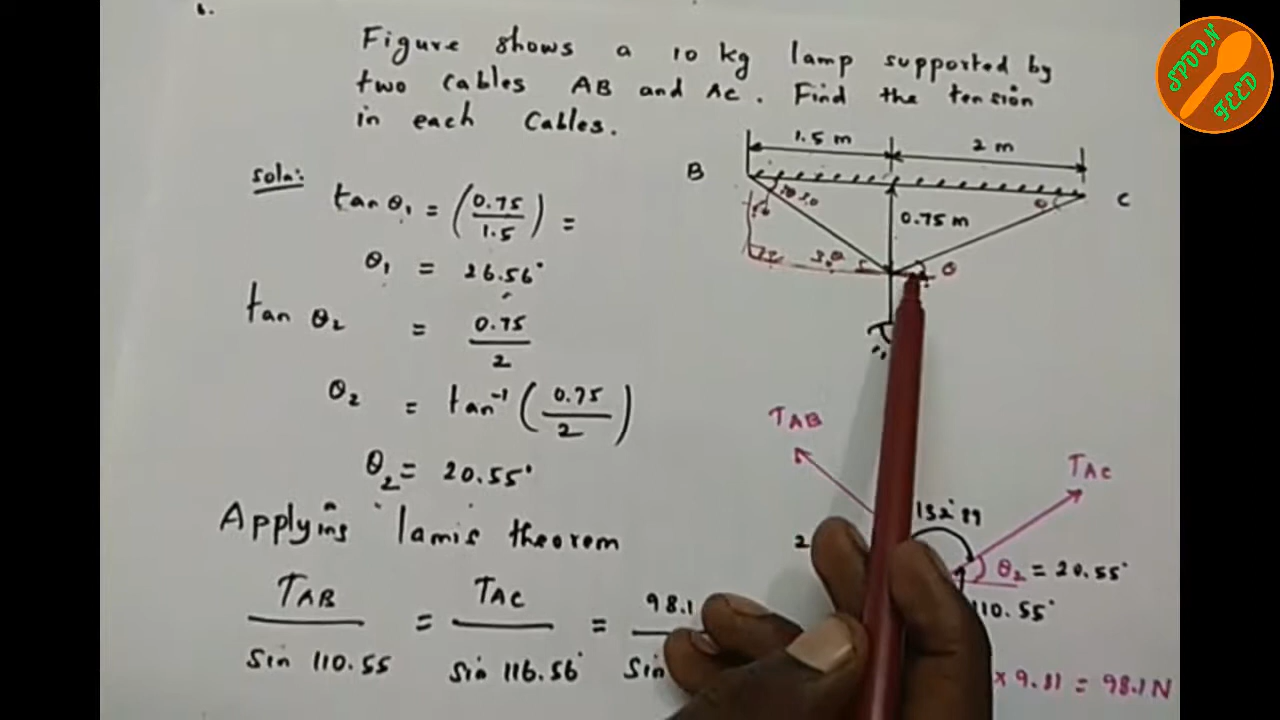 Figure shows a 10 kg lamp supported by
two cables AB and AC. Find the tension
in each Cables.
soln:
tan θ₁ = (0.75/1.5) =
θ₁ = 26.56°
tan θ₂ = 0.75/2
θ₂ = tan⁻¹ (0.75/2)
θ₂ = 20.55°
Applying lamis theorem
TAB/Sin 110.55 = TAC/Sin 116.56° = 98.1/Sin
1.5 m
2 m
B
C
0.75 m
θ
θ
TAB
TAC
132°89
2
θ₂ = 20.55°
110.55°
× 9.81 = 98.1 N
SPOON
FEED